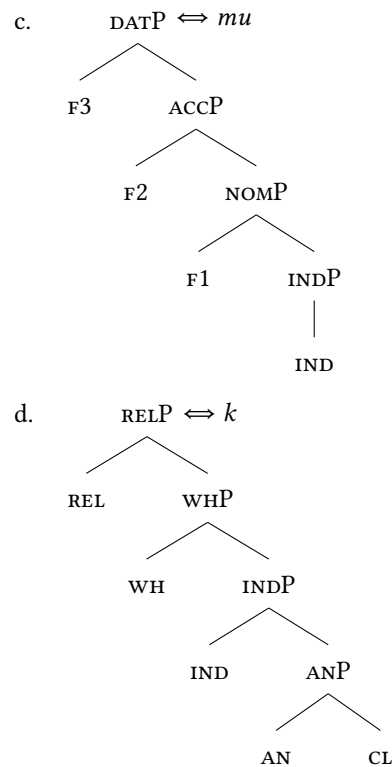 c. DATP ⇔ mu
F3 ACCP
F2 NOMP
F1 INDP
IND
d. RELP ⇔ k
REL WHP
WH INDP
IND ANP
AN CL